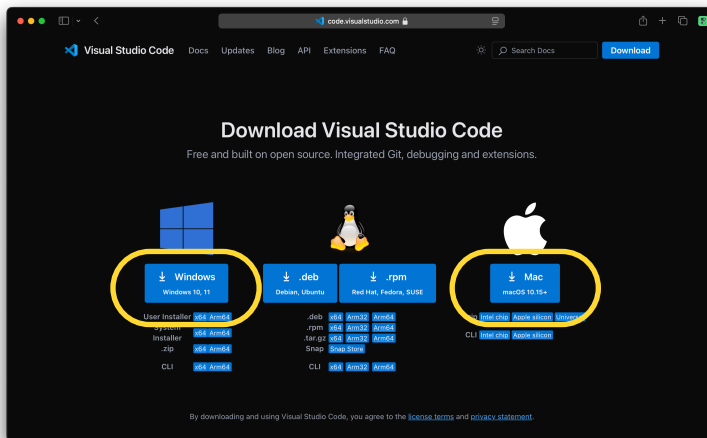 code.visualstudio.com
Visual Studio Code Docs Updates Blog API Extensions FAQ Search Docs Download
Download Visual Studio Code
Free and built on open source. Integrated Git, debugging and extensions.
Windows
Windows 10, 11
.deb
Debian, Ubuntu
.rpm
Red Hat, Fedora, SUSE
Mac
macOS 10.15+
User Installer x64 Arm64
System Installer x64 Arm64
.zip x64 Arm64
CLI x64 Arm64
.deb x64 Arm32 Arm64
.rpm x64 Arm32 Arm64
.tar.gz x64 Arm32 Arm64
Snap Snap Store
CLI x64 Arm32 Arm64
Intel chip Apple silicon Universal
CLI Intel chip Apple silicon
By downloading and using Visual Studio Code, you agree to the license terms and privacy statement.